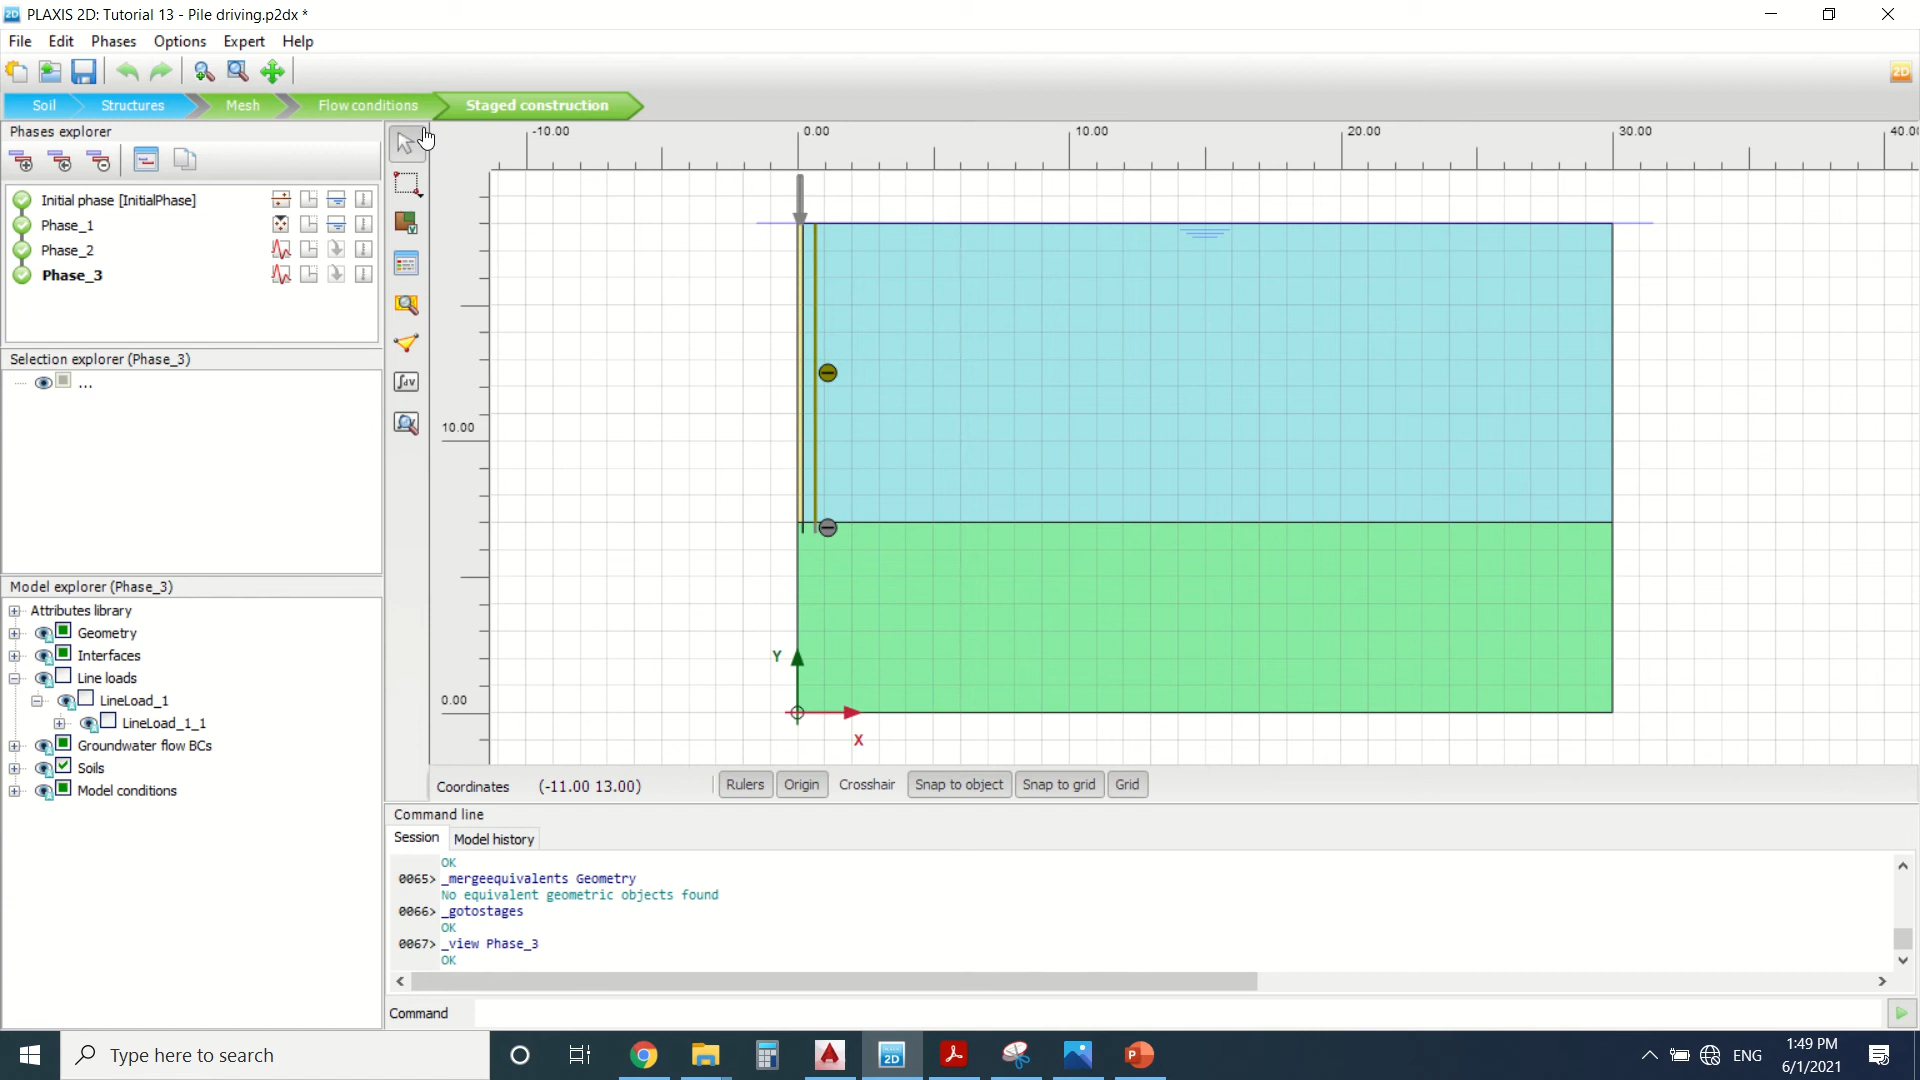 PLAXIS 2D: Tutorial 13 - Pile driving.p2dx *
File Edit Phases Options Expert Help
2D
Soil Structures Mesh Flow conditions Staged construction
Phases explorer
Initial phase [InitialPhase]
Phase_1
Phase_2
Phase_3
Selection explorer (Phase_3)
...
Model explorer (Phase_3)
Attributes library
Geometry
Interfaces
Line loads
LineLoad_1
LineLoad_1_1
Groundwater flow BCs
Soils
Model conditions
-10.00 0.00 10.00 20.00 30.00 40.0
10.00
0.00
Y
X
Coordinates (-11.00 13.00) Rulers Origin Crosshair Snap to object Snap to grid Grid
Command line
Session Model history
OK
0065> _mergeequivalents Geometry
No equivalent geometric objects found
0066> _gotostages
OK
0067> _view Phase_3
OK
Command
Type here to search
ENG
1:49 PM
6/1/2021